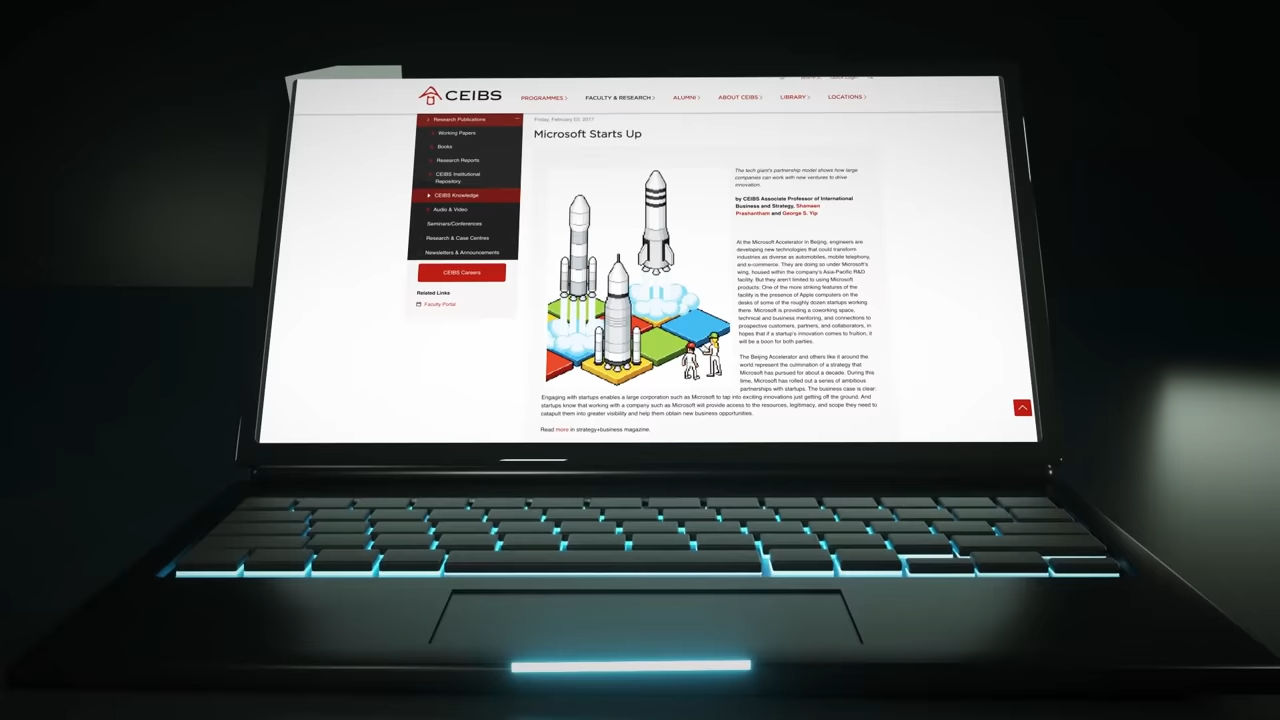 CEIBS
PROGRAMMES
FACULTY & RESEARCH
ALUMNI
ABOUT CEIBS
LIBRARY
LOCATIONS
Research Publications
Working Papers
Books
Research Reports
CEIBS Institutional
Repository
CEIBS Knowledge
Audio & Video
Seminars/Conferences
Research & Case Centres
Newsletters & Announcements
CEIBS Careers
Related Links
Faculty Portal
Friday, February 03, 2017
Microsoft Starts Up
The tech giant's partnership model shows how large
companies can work with new ventures to drive
innovation.
by CEIBS Associate Professor of International
Business and Strategy, Shameen
Prashantham and George S. Yip
At the Microsoft Accelerator in Beijing, engineers are
developing new technologies that could transform
industries as diverse as automobiles, mobile telephony,
and e-commerce. They are doing so under Microsoft's
wing, housed within the company's Asia-Pacific R&D
facility. But they aren't limited to using Microsoft
products: One of the more striking features of the
facility is the presence of Apple computers on the
desks of some of the roughly dozen startups working
there. Microsoft is providing a coworking space,
technical and business mentoring, and connections to
prospective customers, partners, and collaborators, in
hopes that if a startup's innovation comes to fruition, it
will be a boon for both parties.
The Beijing Accelerator and others like it around the
world represent the culmination of a strategy that
Microsoft has pursued for about a decade. During this
time, Microsoft has rolled out a series of ambitious
partnerships with startups. The business case is clear:
Engaging with startups enables a large corporation such as Microsoft to tap into exciting innovations just getting off the ground. And
startups know that working with a company such as Microsoft will provide access to the resources, legitimacy, and scope they need to
catapult them into greater visibility and help them obtain new business opportunities.
Read more in strategy+business magazine.